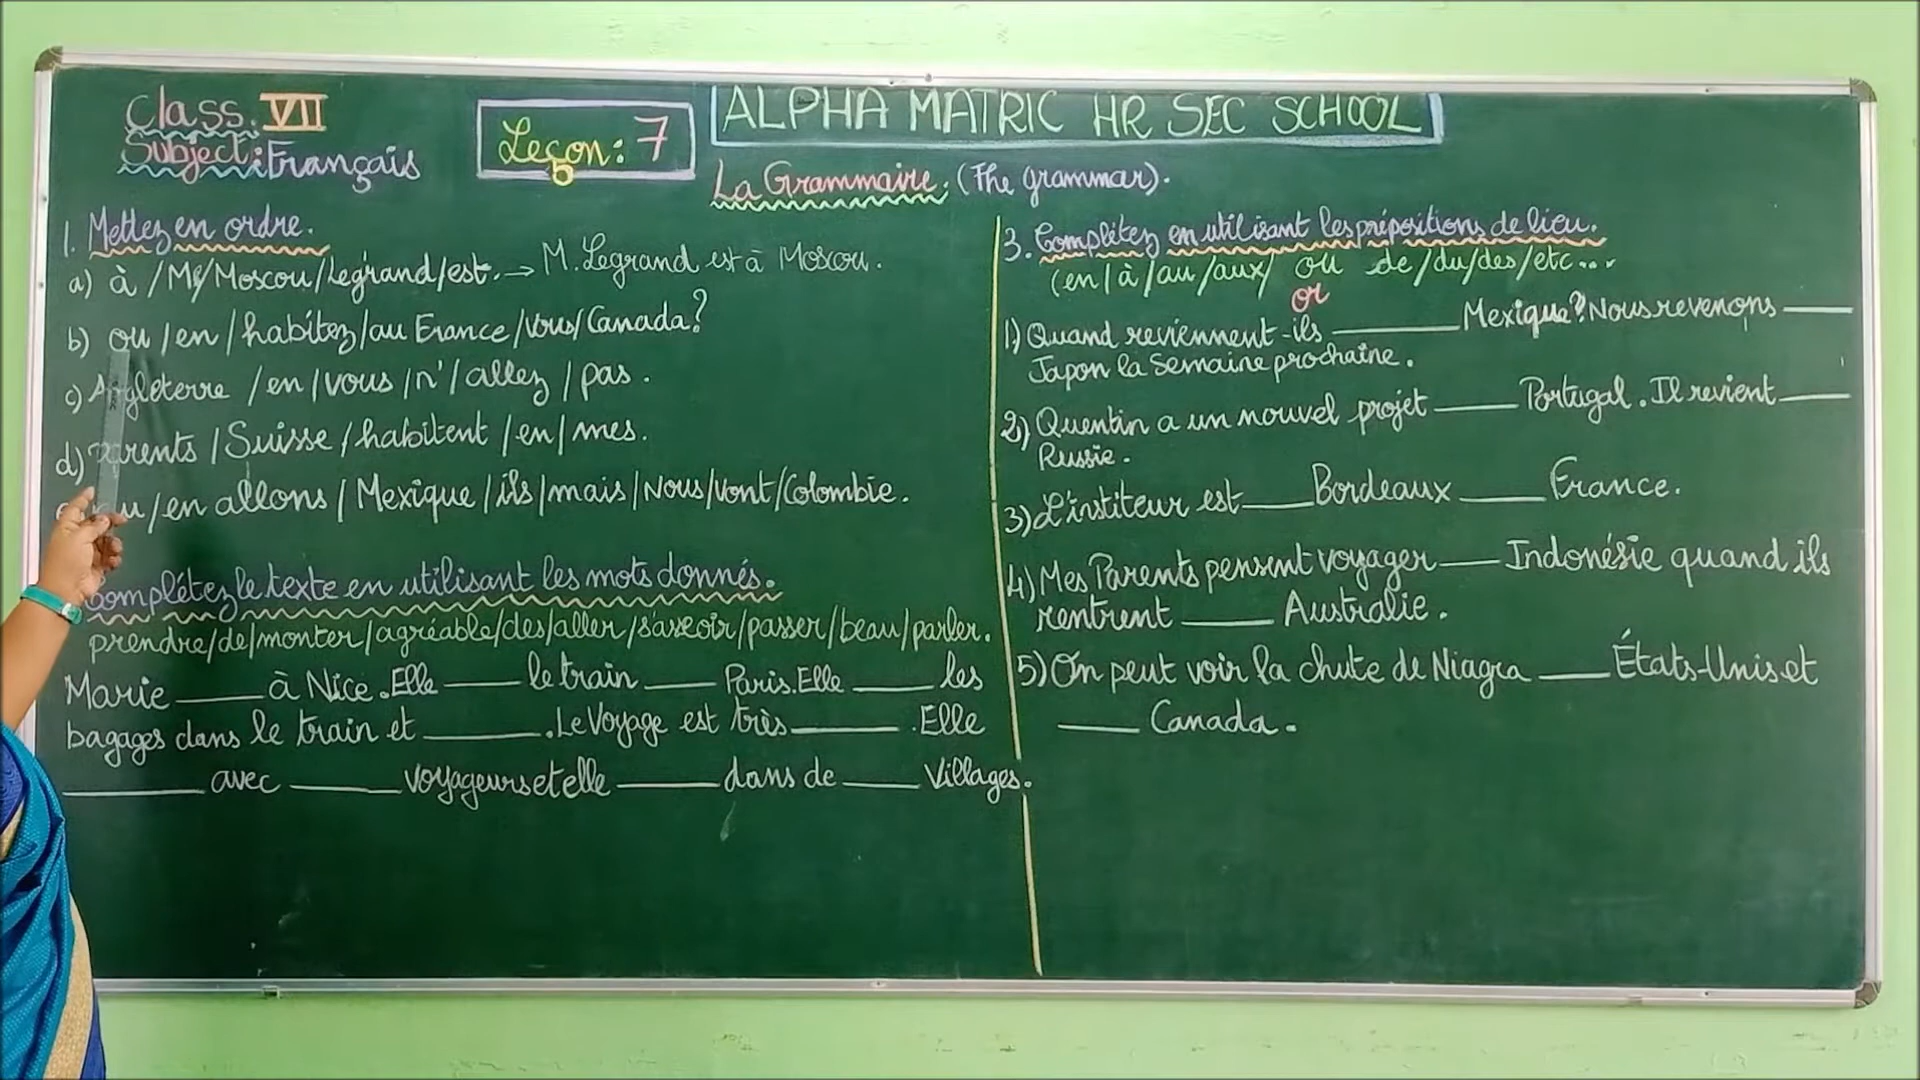 Class. VII
Subject: Français
Leçon: 7
ALPHA MATRIC HR SEC SCHOOL
La Grammaire. (The grammar).
1. Mettez en ordre.
a) à /M/Moscou/Legrand/est. → M. Legrand est à Moscou.
b) ou /en / habitez/au France /Vous/Canada?
c) Angleterre /en /vous /n'/ allez / pas.
d) Parents / Suisse / habitent / en / mes.
/en allons / Mexique / ils / mais / Nous/vont/Colombie.
Complétez le texte en utilisant les mots donnés.
prendre/de/monter/agréable/des/aller/s'asseoir/passer/beau/parler.
Marie ____ à Nice. Elle ____ le train ____ Paris. Elle ____ les
bagages dans le train et ____. Le Voyage est très ____. Elle
____ avec ____ voyageurs et elle ____ dans de ____ Villages.
3. Complétez en utilisant les prépositions de lieu.
(en / à / au / aux/ ou de / du / des / etc...
or
1) Quand reviennent-ils ____ Mexique? Nous revenons ____
Japon la Semaine prochaine.
2) Quentin a un nouvel projet ____ Portugal. Il revient ____
Russie.
3) L'institeur est ____ Bordeaux ____ France.
4) Mes Parents pensent voyager ____ Indonésie quand ils
rentrent ____ Australie.
5) On peut voir la chute de Niagra ____ États-Unis et
____ Canada.